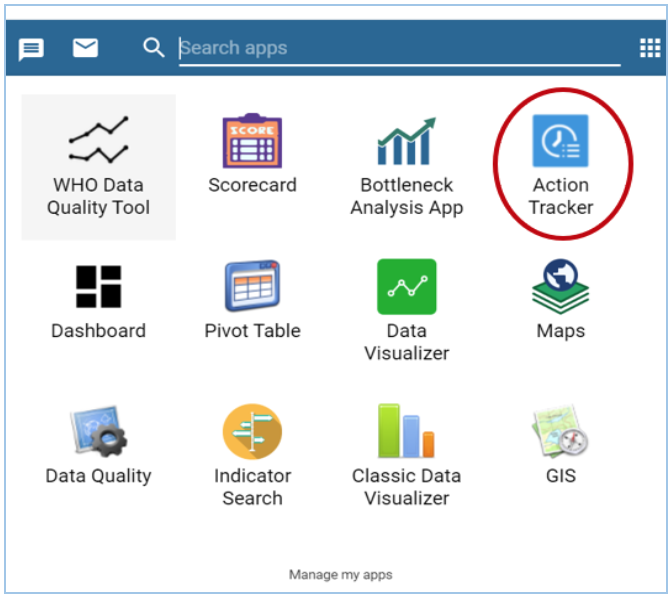 Search apps
SCORE
WHO Data
Quality Tool
Scorecard
Bottleneck
Analysis App
Action
Tracker
Dashboard
Pivot Table
Data
Visualizer
Maps
Data Quality
Indicator
Search
Classic Data
Visualizer
GIS
Manage my apps